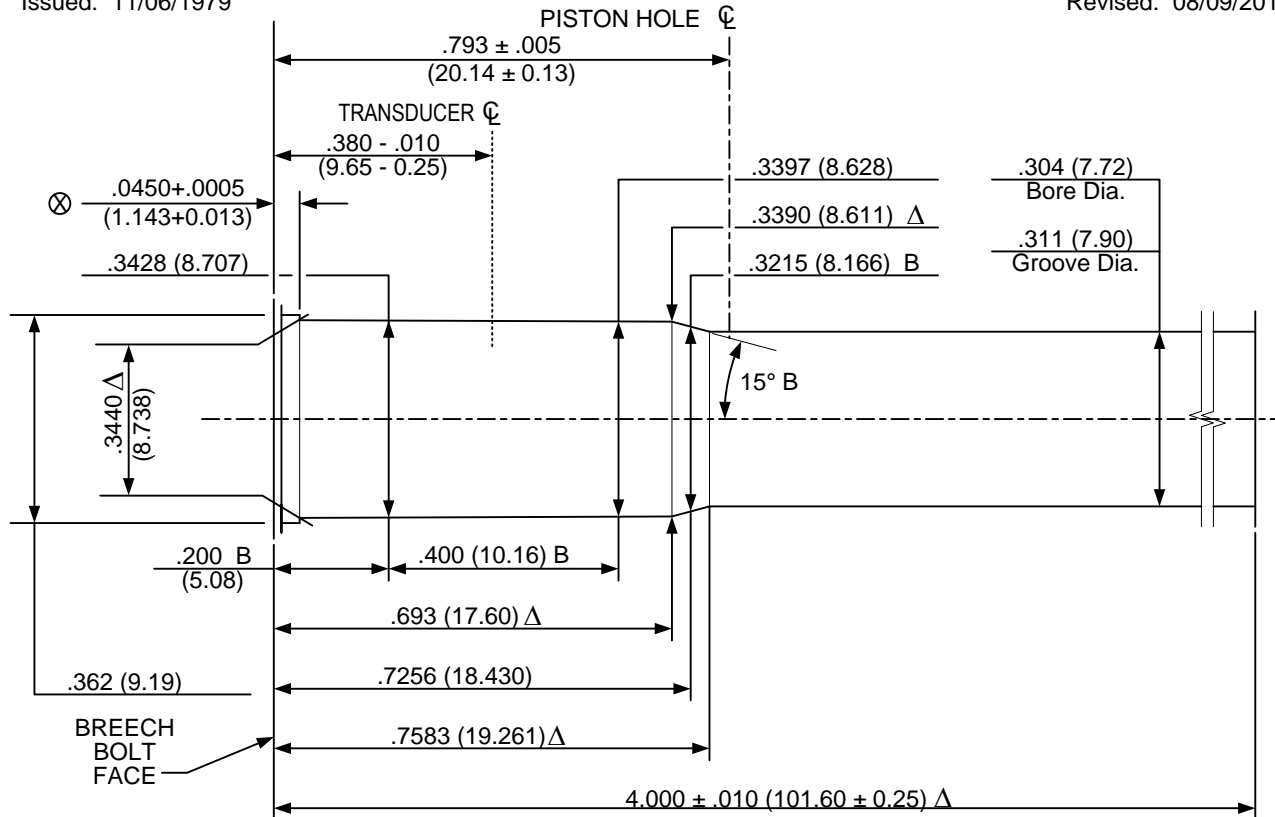 Issued: 11/06/1979
Revised: 08/09/201
PISTON HOLE ℄
.793 ± .005
(20.14 ± 0.13)
TRANSDUCER ℄
.380 - .010
(9.65 - 0.25)
⊗ .0450+.0005
(1.143+0.013)
.3397 (8.628)
.304 (7.72)
Bore Dia.
.3390 (8.611) Δ
.311 (7.90)
Groove Dia.
.3428 (8.707)
.3215 (8.166) B
.3440 Δ
(8.738)
15° B
.200 B
(5.08)
.400 (10.16) B
.693 (17.60) Δ
.362 (9.19)
.7256 (18.430)
BREECH
BOLT
FACE
.7583 (19.261) Δ
4.000 ± .010 (101.60 ± 0.25) Δ